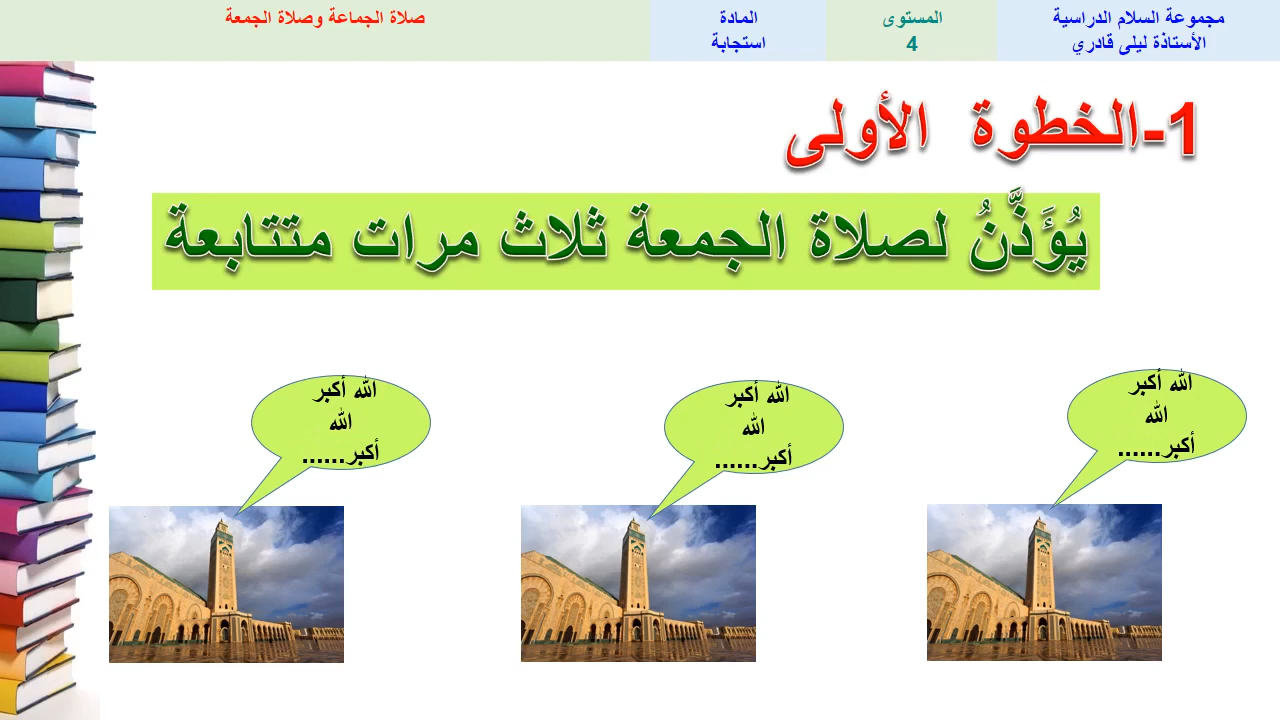 مجموعة السلام الدراسية
الأستاذة ليلى قادري
المستوى
4
المادة
استجابة
صلاة الجماعة وصلاة الجمعة
1-الخطوة الأولى
يُؤَذَّنُ لصلاة الجمعة ثلاث مرات متتابعة
الله أكبر
الله
أكبر......
الله أكبر
الله
أكبر......
الله أكبر
الله
أكبر......